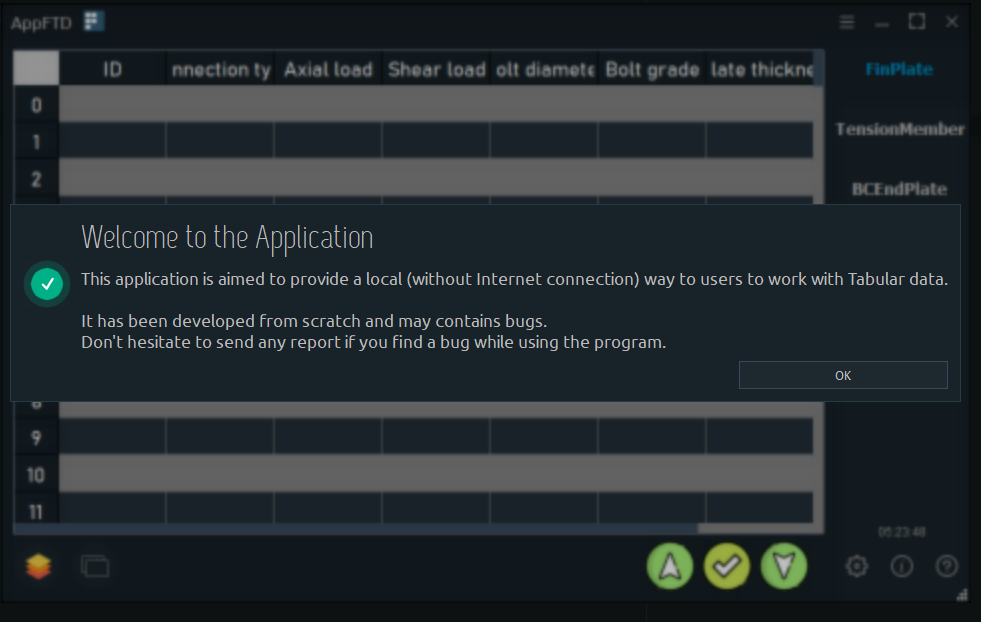 AppFTD
ID
nnection ty
Axial load
Shear load
olt diamete
Bolt grade
late thickne
FinPlate
0
1
TensionMember
2
BCEndPlate
Welcome to the Application
This application is aimed to provide a local (without Internet connection) way to users to work with Tabular data.
It has been developed from scratch and may contains bugs.
Don't hesitate to send any report if you find a bug while using the program.
OK
8
9
10
11
05:23:48